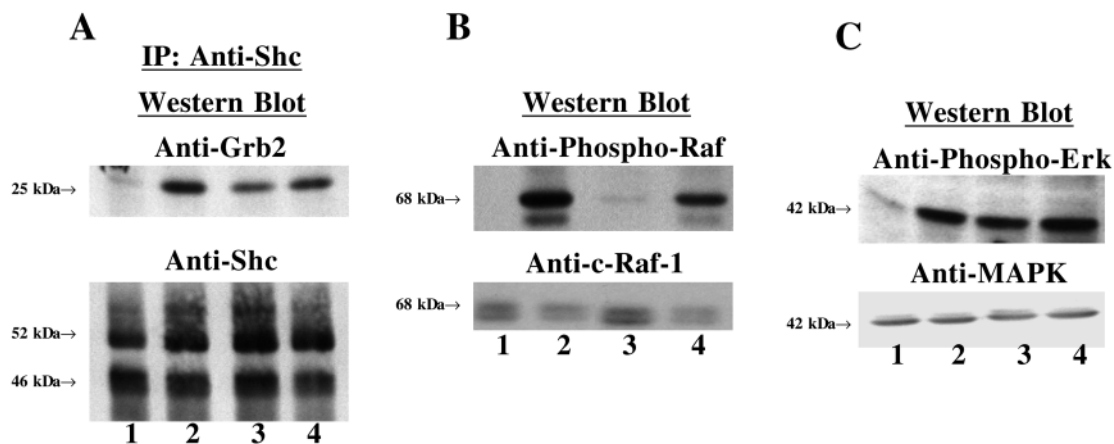 A
IP: Anti-Shc
Western Blot
Anti-Grb2
25 kDa→
Anti-Shc
52 kDa→
46 kDa→
1 2 3 4
B
Western Blot
Anti-Phospho-Raf
68 kDa→
Anti-c-Raf-1
68 kDa→
1 2 3 4
C
Western Blot
Anti-Phospho-Erk
42 kDa→
Anti-MAPK
42 kDa→
1 2 3 4